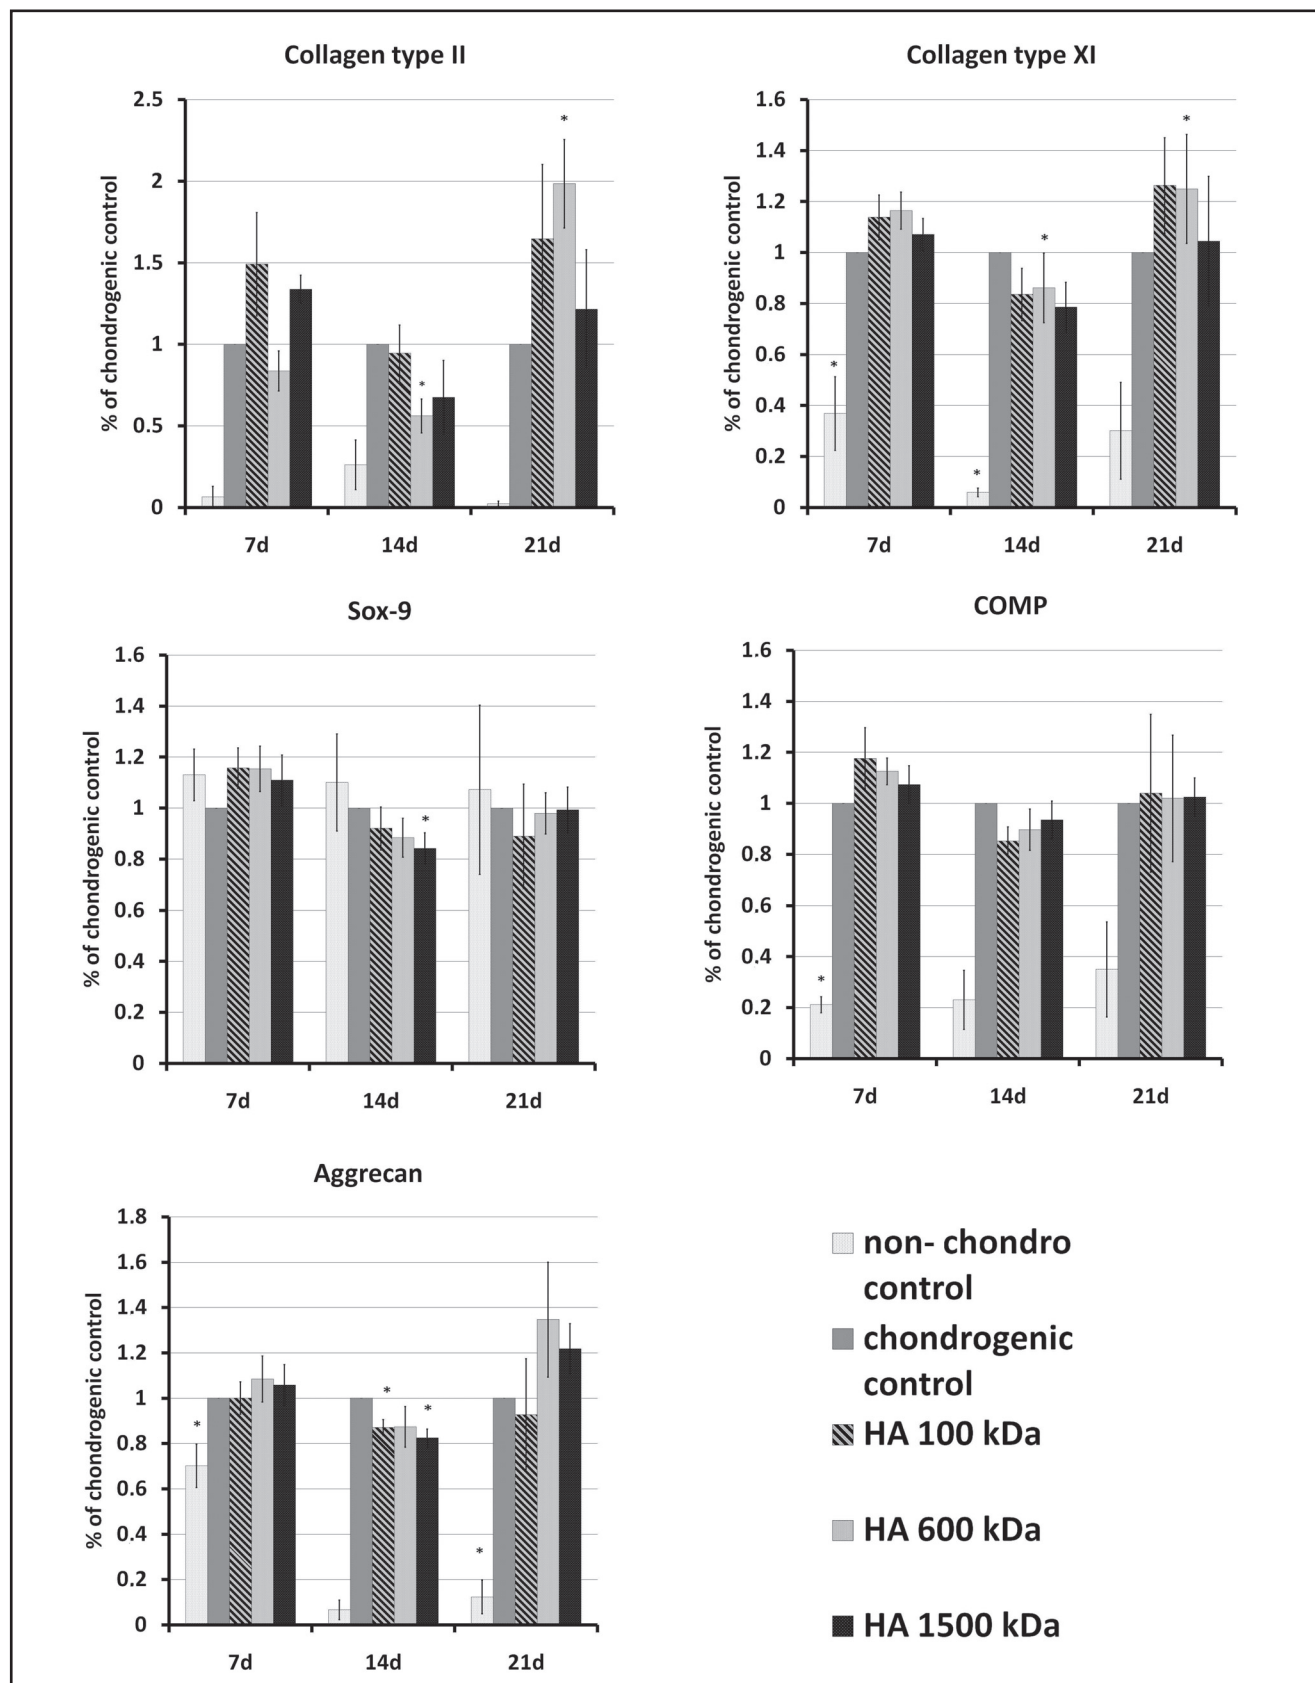 Collagen type II
% of chondrogenic control
2.5
2
1.5
1
0.5
0
*
*
7d 14d 21d
Collagen type XI
% of chondrogenic control
1.6
1.4
1.2
1
0.8
0.6
0.4
0.2
0
*
*
*
*
7d 14d 21d
Sox-9
% of chondrogenic control
1.6
1.4
1.2
1
0.8
0.6
0.4
0.2
0
*
7d 14d 21d
COMP
% of chondrogenic control
1.6
1.4
1.2
1
0.8
0.6
0.4
0.2
0
*
7d 14d 21d
Aggrecan
% of chondrogenic control
1.8
1.6
1.4
1.2
1
0.8
0.6
0.4
0.2
0
*
*
*
*
7d 14d 21d
non- chondro
control
chondrogenic
control
HA 100 kDa
HA 600 kDa
HA 1500 kDa